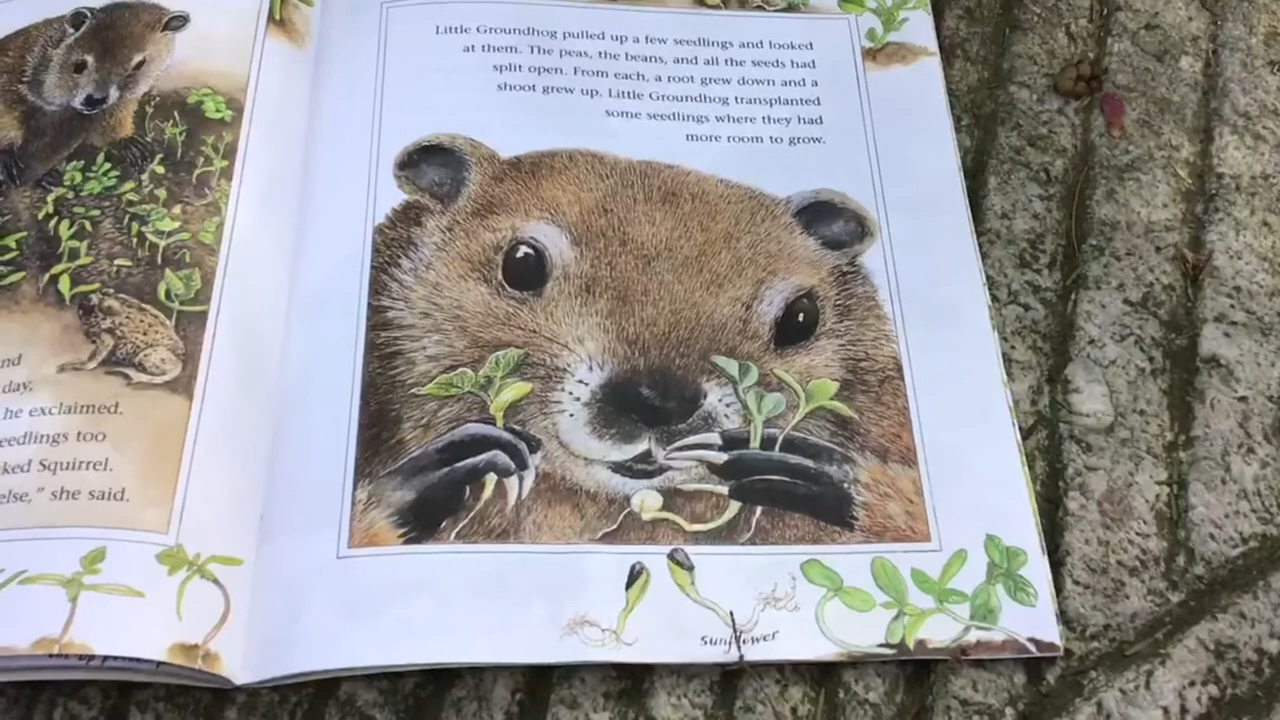 nd
day,
he exclaimed.
eedlings too
ked Squirrel.
else," she said.
Little Groundhog pulled up a few seedlings and looked
at them. The peas, the beans, and all the seeds had
split open. From each, a root grew down and a
shoot grew up. Little Groundhog transplanted
some seedlings where they had
more room to grow.
sunflower